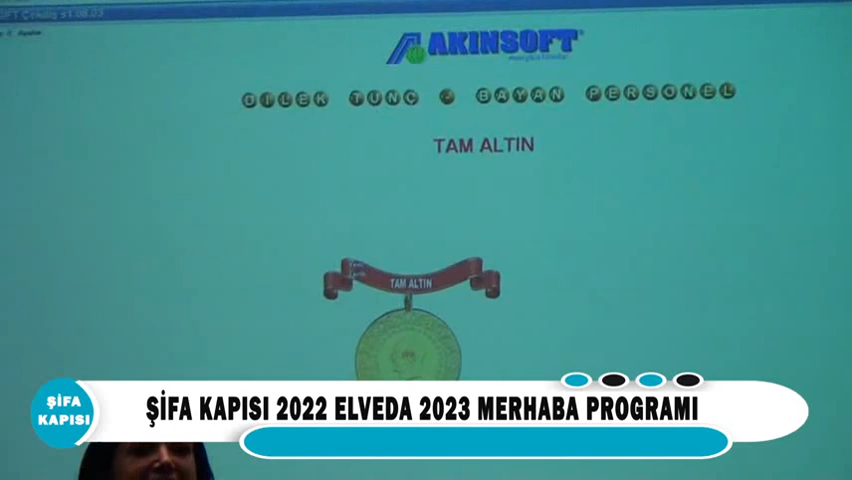 AKINSOFT
DİLEK TUNÇ - BAYAN PERSONEL
TAM ALTIN
TAM ALTIN
ŞİFA KAPISI 2022 ELVEDA 2023 MERHABA PROGRAMI
ŞİFA
KAPISI